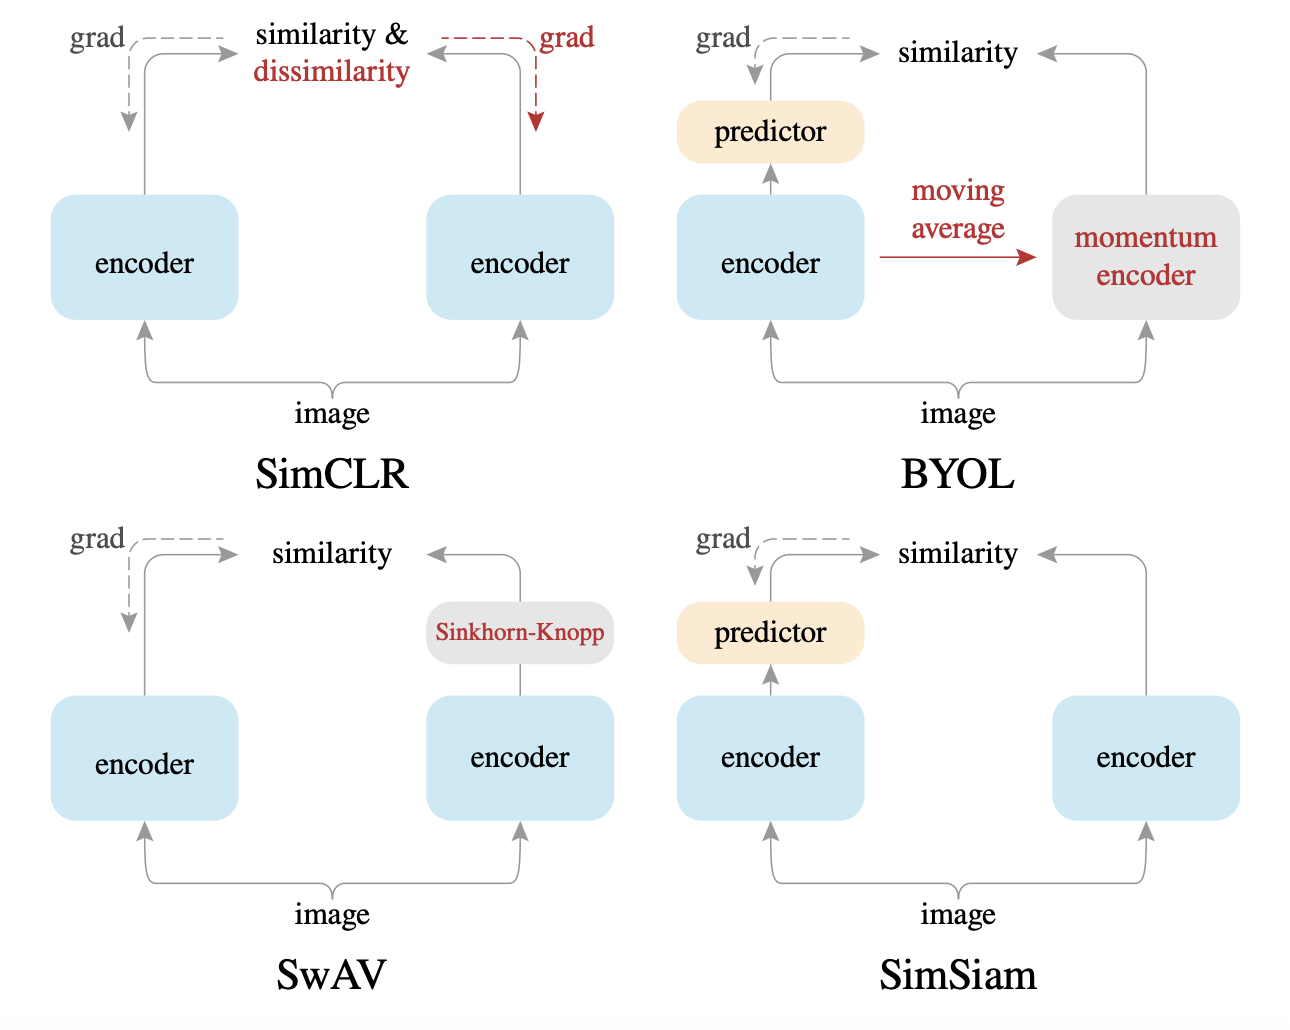 grad
similarity &
dissimilarity
grad
encoder
encoder
image
SimCLR
grad
similarity
predictor
encoder
moving
average
momentum
encoder
image
BYOL
grad
similarity
Sinkhorn-Knopp
encoder
encoder
image
SwAV
grad
similarity
predictor
encoder
encoder
image
SimSiam